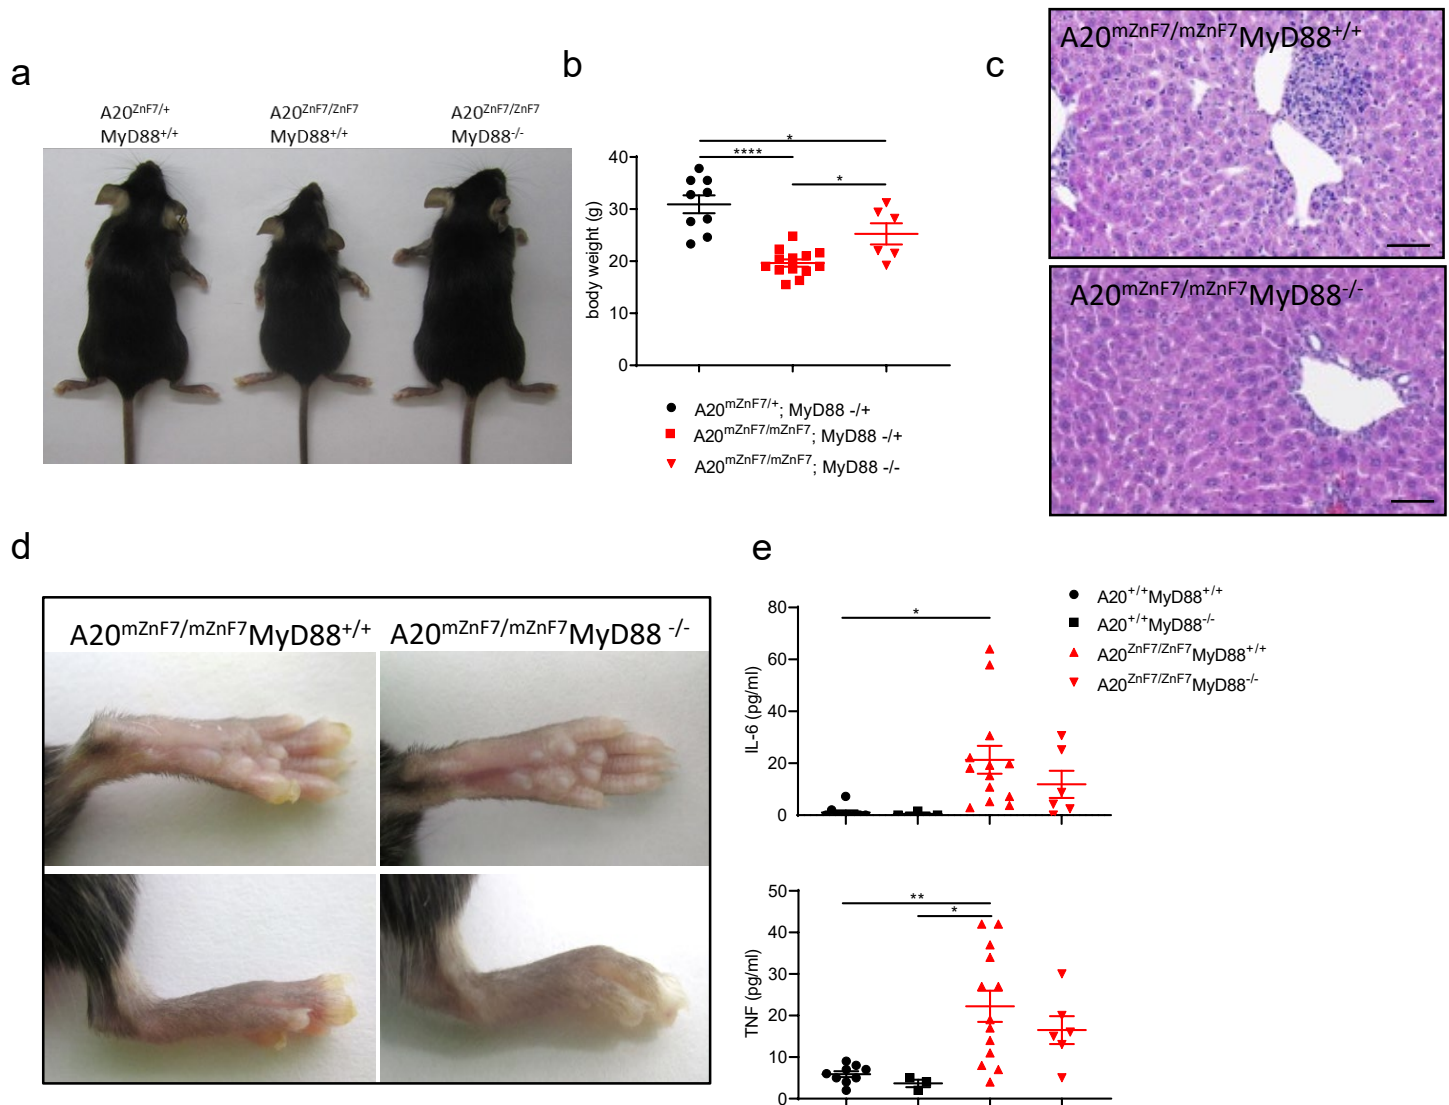 a
A20ZnF7/+ A20ZnF7/ZnF7 A20ZnF7/ZnF7
MyD88+/+ MyD88+/+ MyD88-/-
b
*
****
*
40
30
20
10
0
body weight (g)
A20mZnF7/+; MyD88 -/+
A20mZnF7/mZnF7; MyD88 -/+
A20mZnF7/mZnF7; MyD88 -/-
c
A20mZnF7/mZnF7MyD88+/+
A20mZnF7/mZnF7MyD88-/-
d
A20mZnF7/mZnF7MyD88+/+ A20mZnF7/mZnF7MyD88 -/-
e
80
60
40
20
0
IL-6 (pg/ml)
*
A20+/+MyD88+/+
A20+/+MyD88-/-
A20ZnF7/ZnF7MyD88+/+
A20ZnF7/ZnF7MyD88-/-
50
40
30
20
10
0
TNF (pg/ml)
**
*